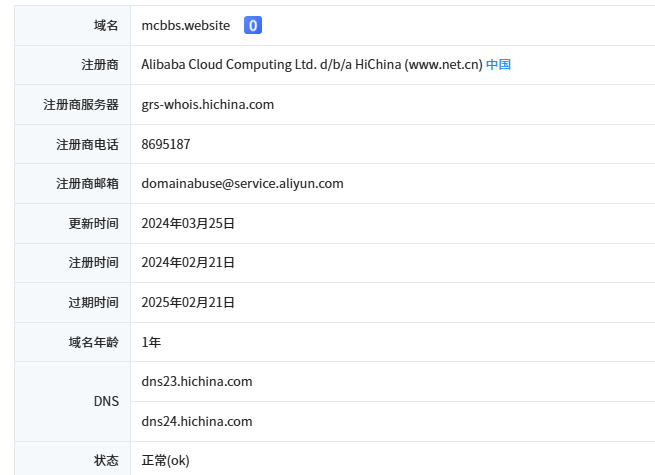 域名 mcbbs.website 0
注册商 Alibaba Cloud Computing Ltd. d/b/a HiChina (www.net.cn) 中国
注册商服务器 grs-whois.hichina.com
注册商电话 8695187
注册商邮箱 domainabuse@service.aliyun.com
更新时间 2024年03月25日
注册时间 2024年02月21日
过期时间 2025年02月21日
域名年龄 1年
DNS dns23.hichina.com
dns24.hichina.com
状态 正常(ok)